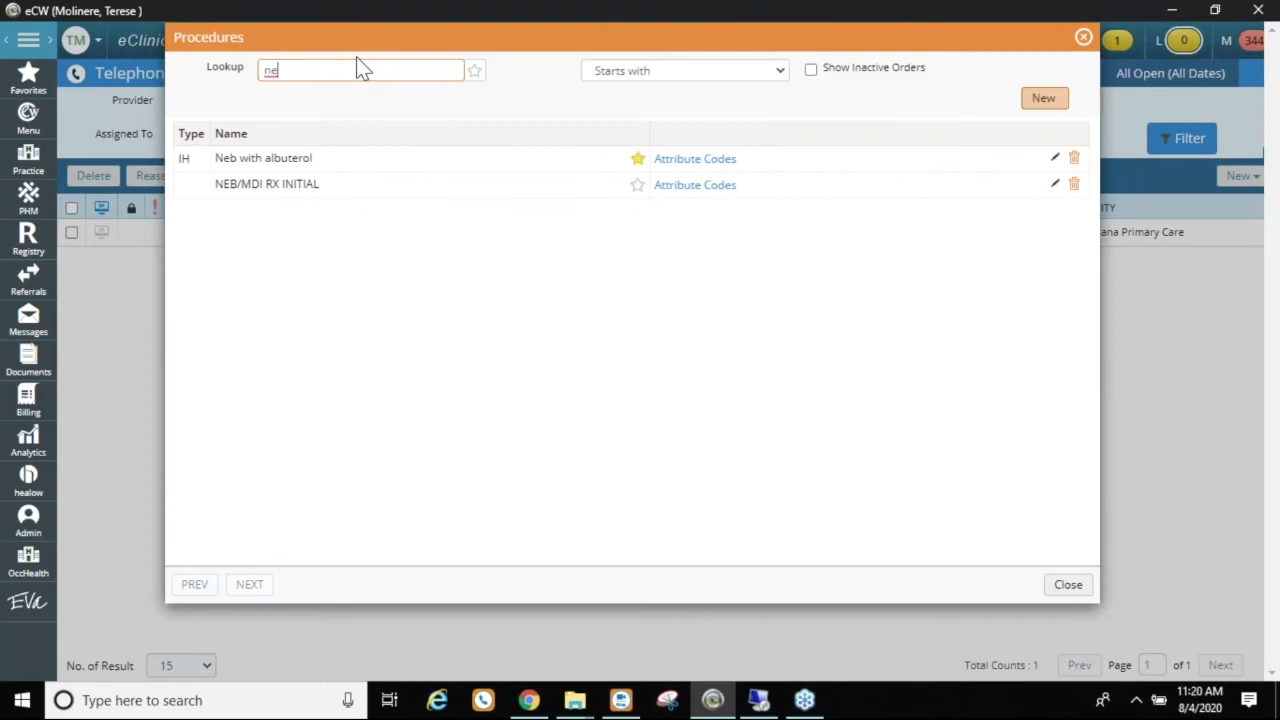 eCW (Molinere, Terese )
TM
eClinic
1
L
0
M
344
Procedures
Telephon
All Open (All Dates)
Lookup
ne
Starts with
Show Inactive Orders
New
Provider
Assigned To
Filter
Type
Name
IH
Neb with albuterol
Attribute Codes
NEB/MDI RX INITIAL
Attribute Codes
Delete
Reass
New
ITY
ana Primary Care
Favorites
Menu
Practice
PHM
R
Registry
Referrals
Messages
Documents
Billing
Analytics
healow
Admin
OccHealth
EVa
PREV
NEXT
Close
No. of Result
15
Total Counts : 1
Prev
Page
1
of 1
Next
Type here to search
11:20 AM
8/4/2020